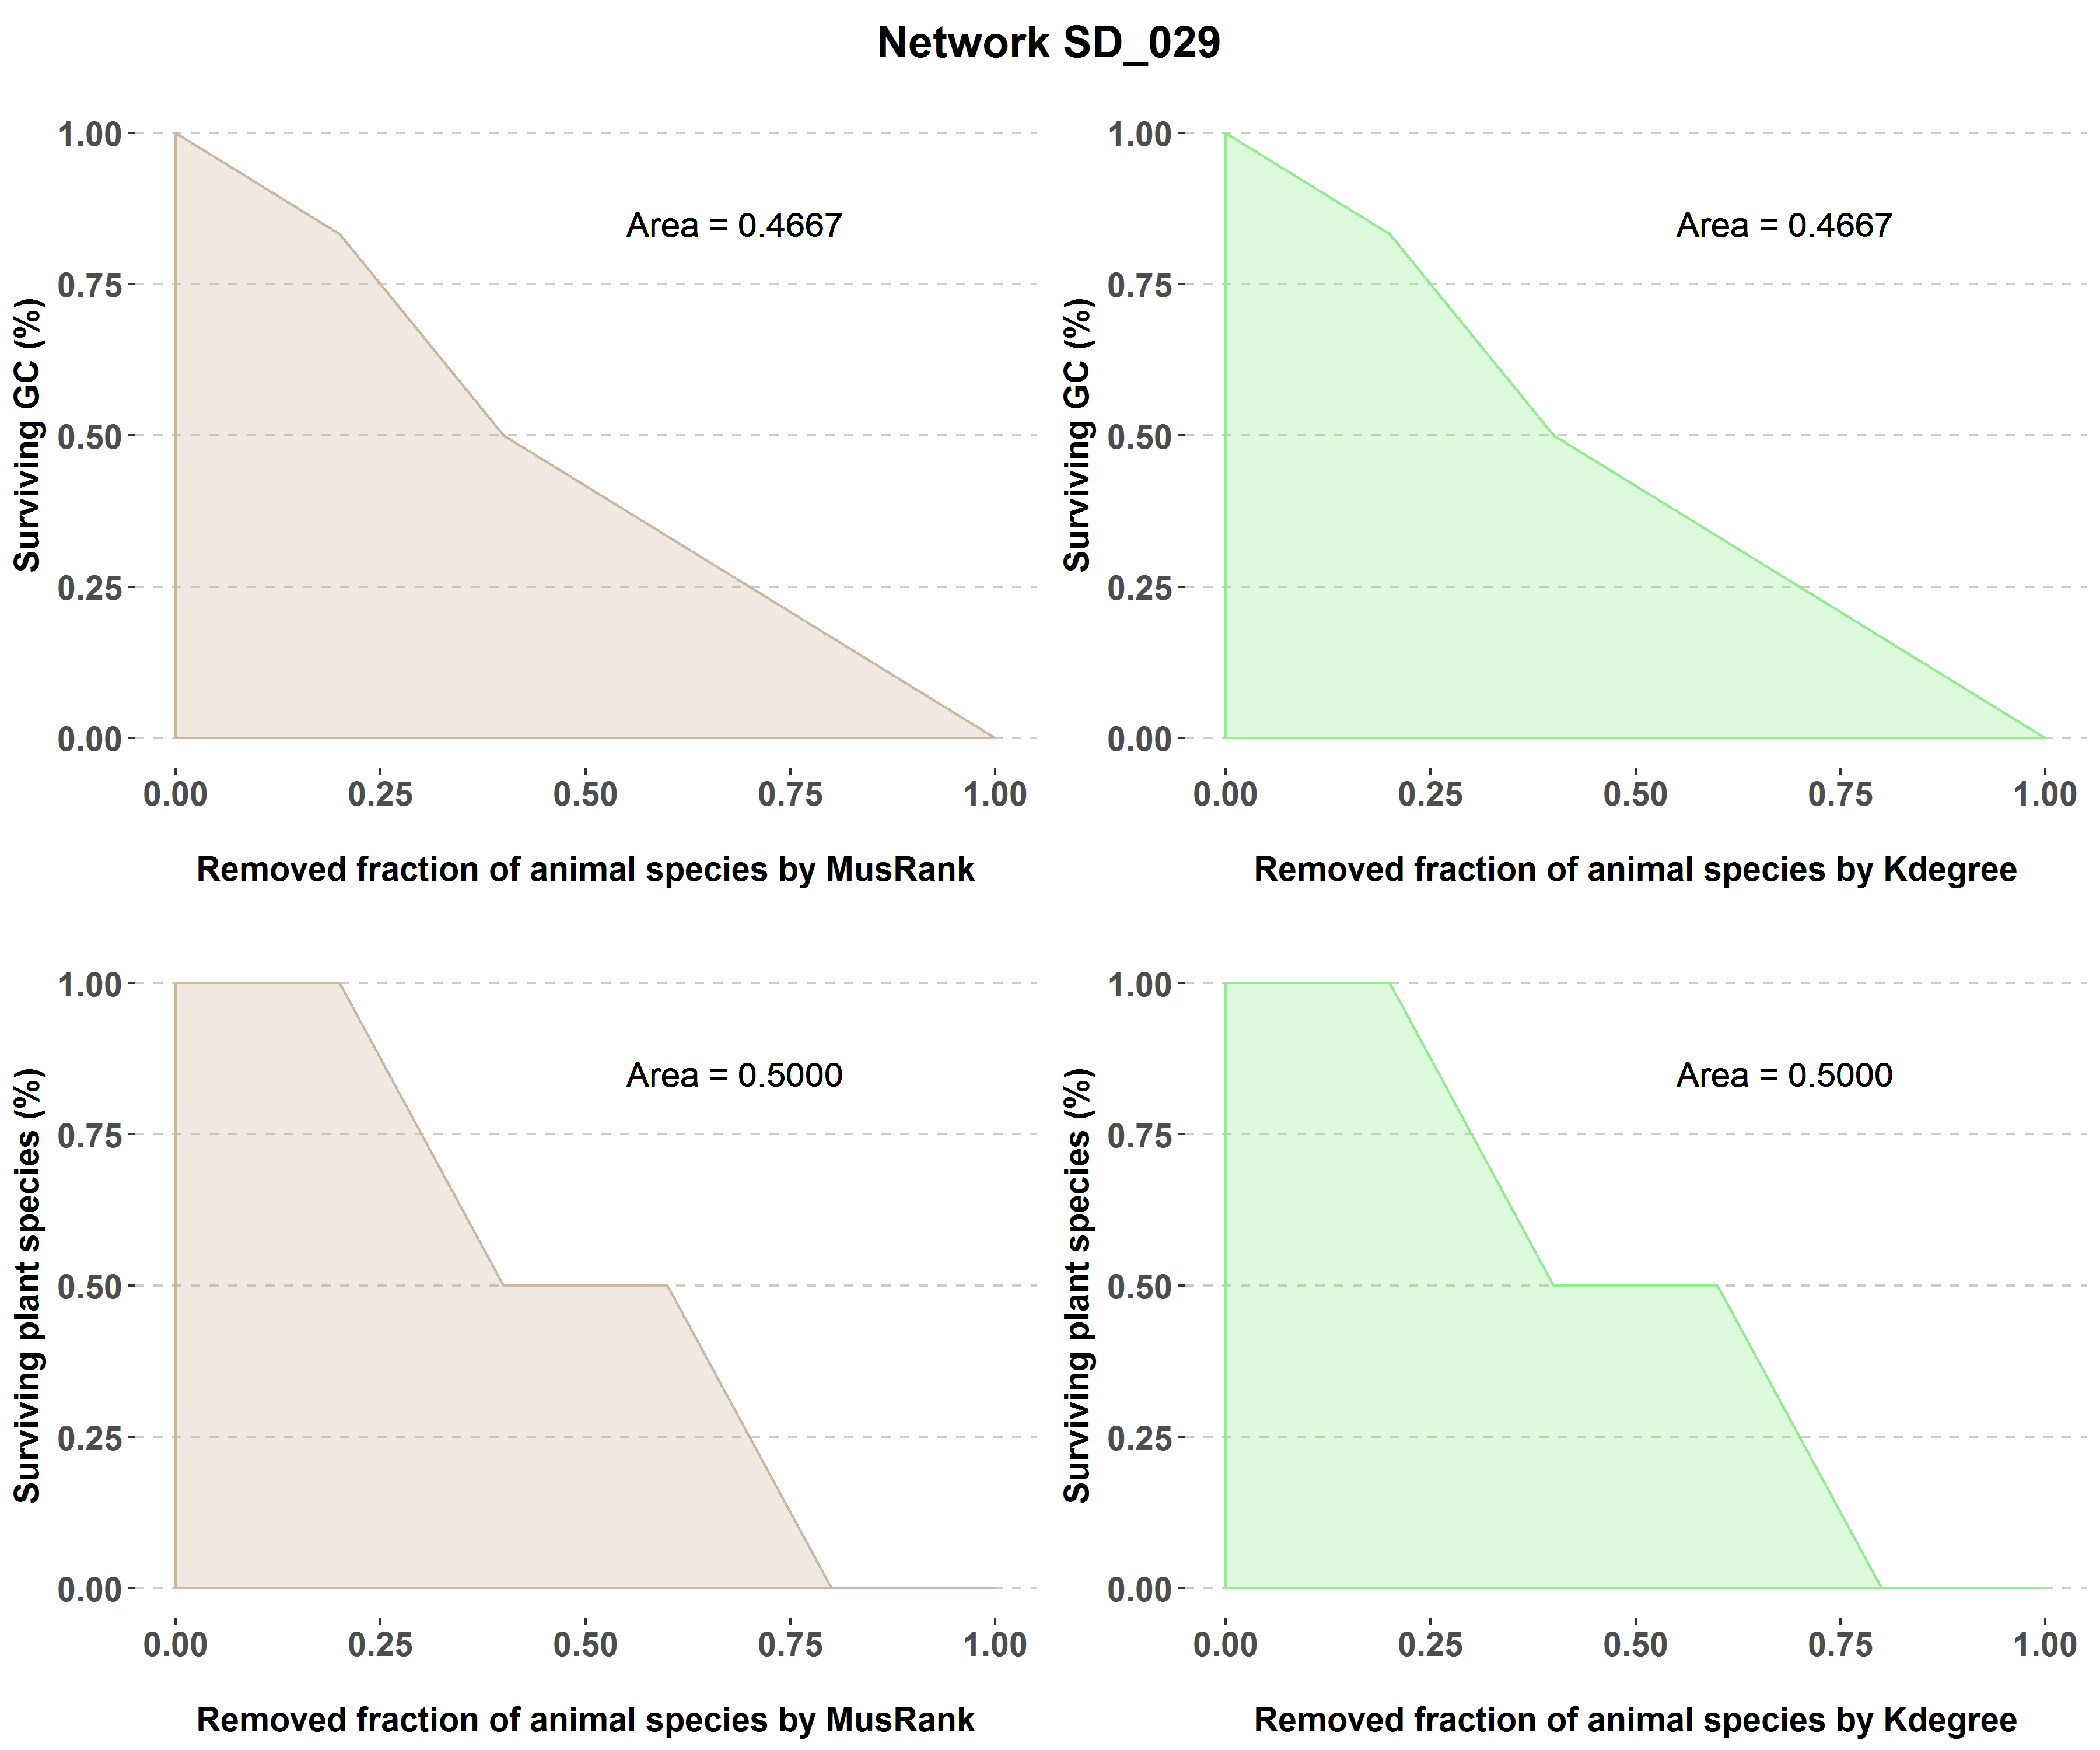 Network SD_029
Surviving GC (%)
1.00
0.75
0.50
0.25
0.00
Area = 0.4667
0.00 0.25 0.50 0.75 1.00
Removed fraction of animal species by MusRank
Surviving GC (%)
1.00
0.75
0.50
0.25
0.00
Area = 0.4667
0.00 0.25 0.50 0.75 1.00
Removed fraction of animal species by Kdegree
Surviving plant species (%)
1.00
0.75
0.50
0.25
0.00
Area = 0.5000
0.00 0.25 0.50 0.75 1.00
Removed fraction of animal species by MusRank
Surviving plant species (%)
1.00
0.75
0.50
0.25
0.00
Area = 0.5000
0.00 0.25 0.50 0.75 1.00
Removed fraction of animal species by Kdegree